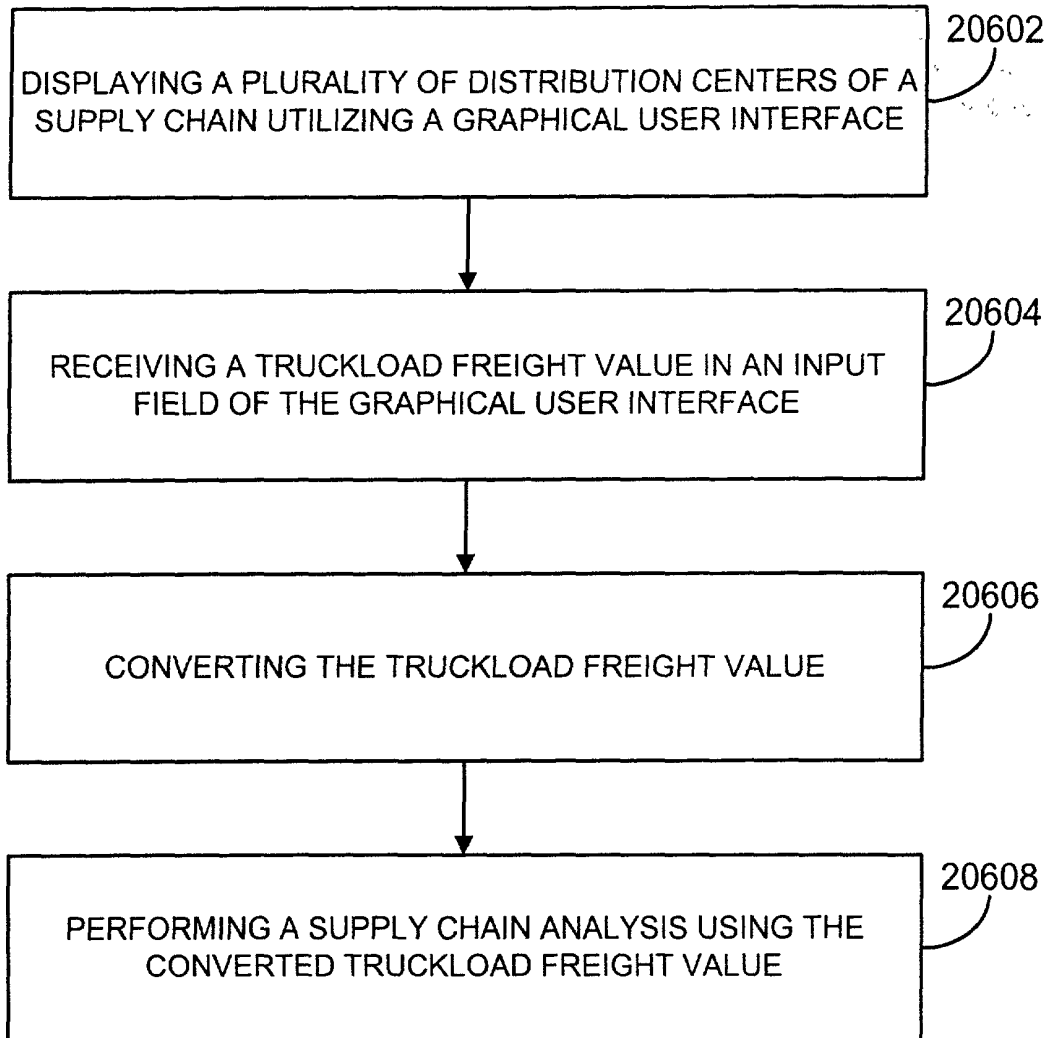 20602
DISPLAYING A PLURALITY OF DISTRIBUTION CENTERS OF A
SUPPLY CHAIN UTILIZING A GRAPHICAL USER INTERFACE
20604
RECEIVING A TRUCKLOAD FREIGHT VALUE IN AN INPUT
FIELD OF THE GRAPHICAL USER INTERFACE
20606
CONVERTING THE TRUCKLOAD FREIGHT VALUE
20608
PERFORMING A SUPPLY CHAIN ANALYSIS USING THE
CONVERTED TRUCKLOAD FREIGHT VALUE